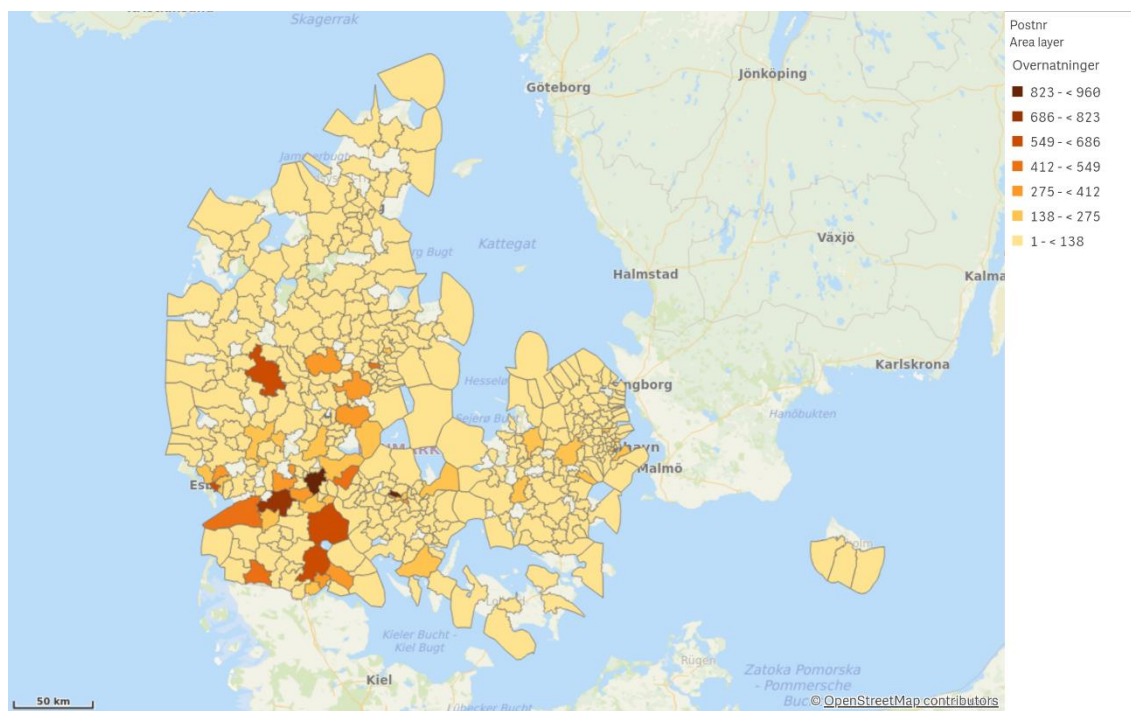 Skagerrak
Göteborg
Jönköping
Växjö
Kattegat
Halmstad
Kalma
Karlskrona
Hesselø
Hanöbukten
Malmö
Kieler Bucht -
Kiel Bugt
Kiel
Rügen
Zatoka Pomorska
- Pommersche
50 km
© OpenStreetMap contributors
Postnr
Area layer
Overnatninger
823 - < 960
686 - < 823
549 - < 686
412 - < 549
275 - < 412
138 - < 275
1 - < 138